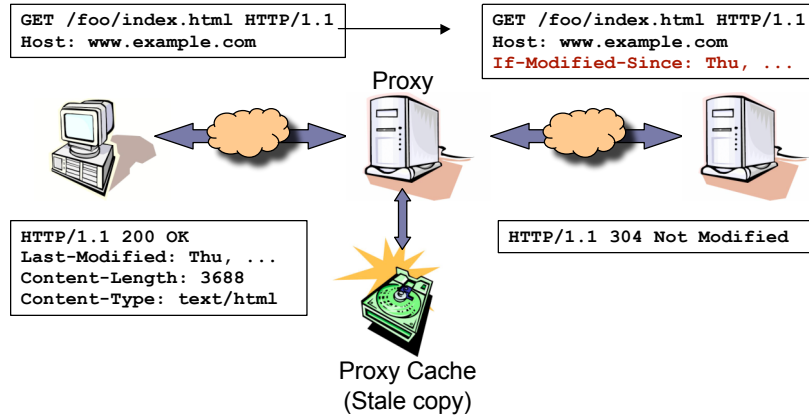 GET /foo/index.html HTTP/1.1
Host: www.example.com
GET /foo/index.html HTTP/1.1
Host: www.example.com
If-Modified-Since: Thu, ...
Proxy
HTTP/1.1 200 OK
Last-Modified: Thu, ...
Content-Length: 3688
Content-Type: text/html
HTTP/1.1 304 Not Modified
Proxy Cache
(Stale copy)